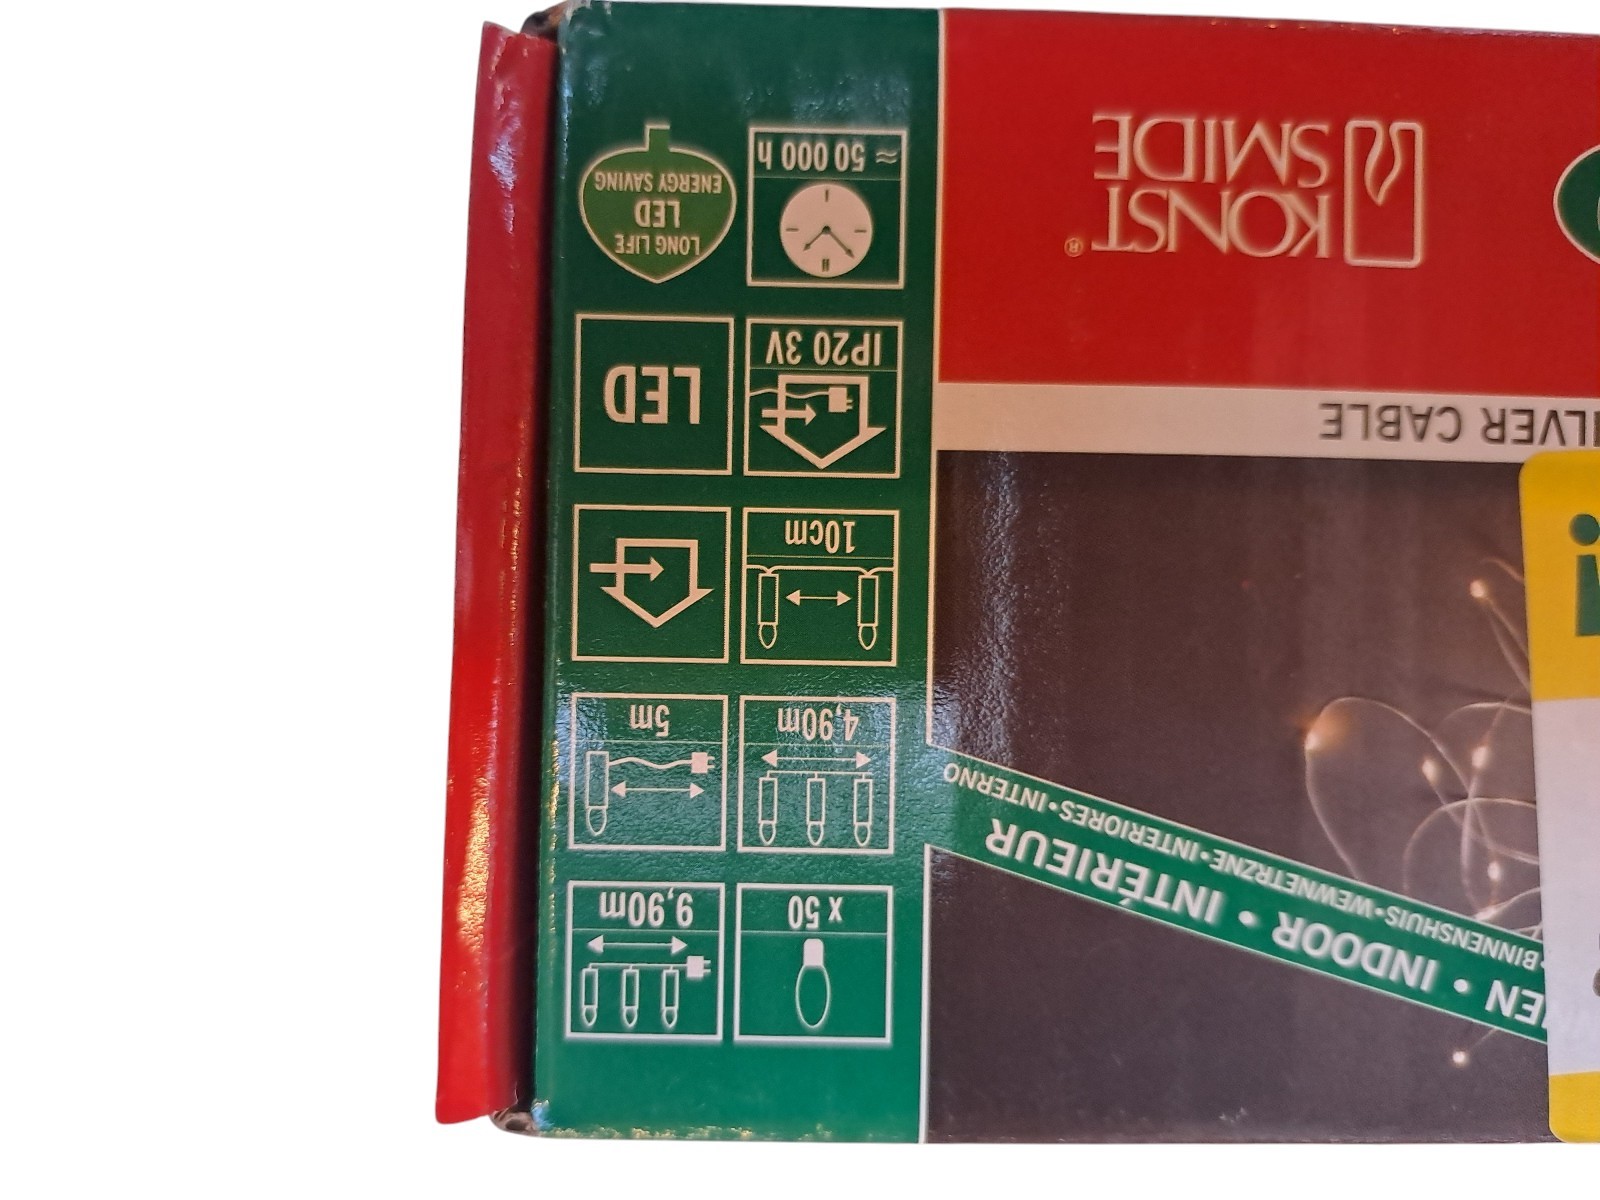 x 50
9,90m
4,90m
5m
10cm
IP20 3V
LED
≈ 50 000 h
LONG LIFE
LED
ENERGY SAVING
• INDOOR • INTÉRIEUR
• BINNENSHUIS • WEWNĘTRZNE • INTERIORES • INTERNO
CABLE
KONST
SMIDE®